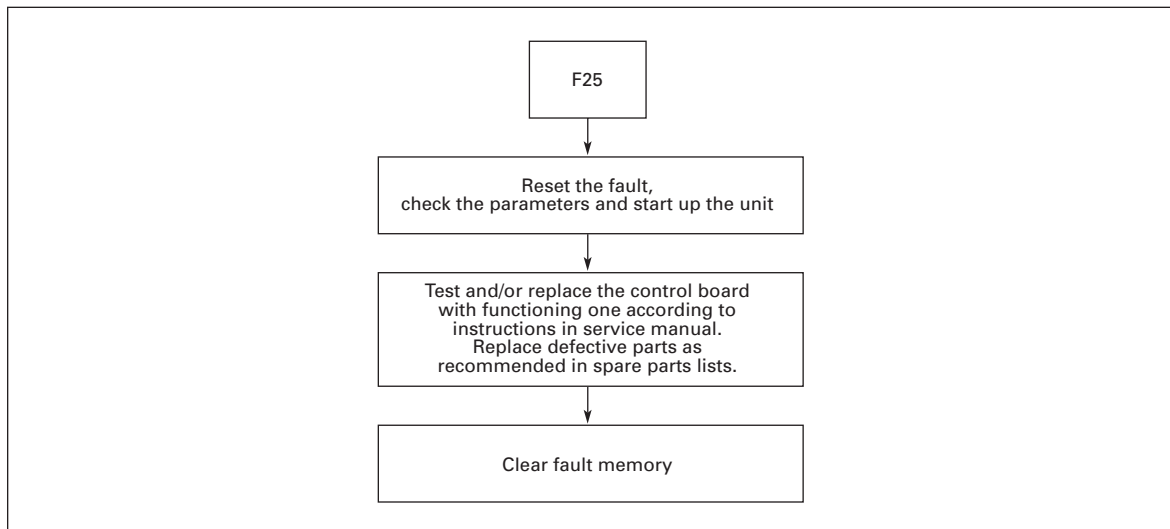 F25
Reset the fault,
check the parameters and start up the unit
Test and/or replace the control board
with functioning one according to
instructions in service manual.
Replace defective parts as
recommended in spare parts lists.
Clear fault memory